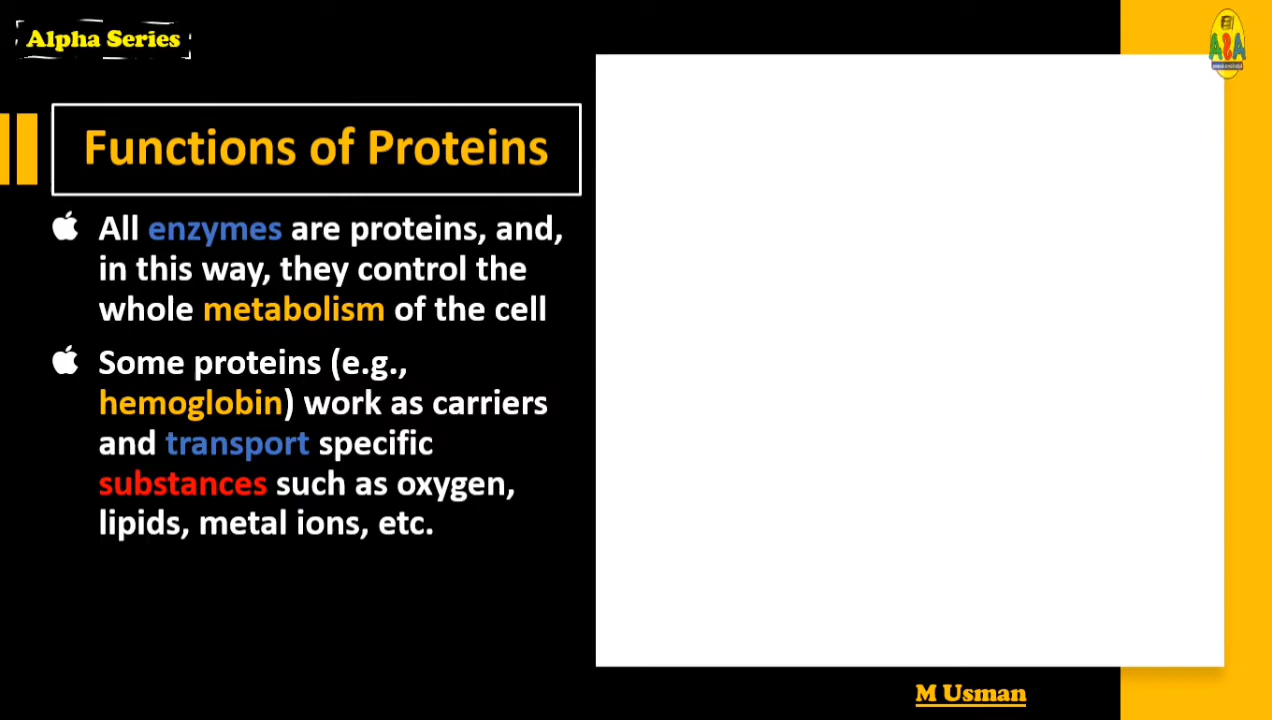 Alpha Series
Functions of Proteins
All enzymes are proteins, and,
in this way, they control the
whole metabolism of the cell
Some proteins (e.g.,
hemoglobin) work as carriers
and transport specific
substances such as oxygen,
lipids, metal ions, etc.
ASA
M Usman